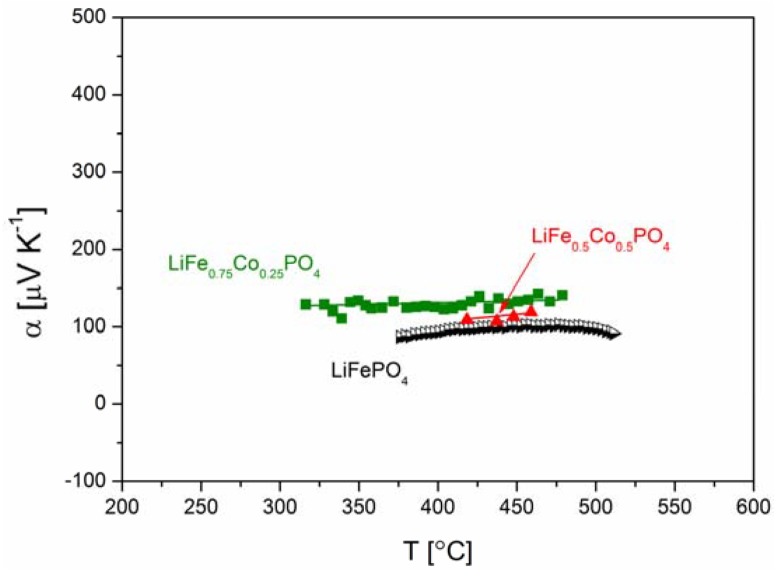 500
400
300
200
100
0
-100
α [μV K⁻¹]
LiFe₀.₇₅Co₀.₂₅PO₄
LiFe₀.₅Co₀.₅PO₄
LiFePO₄
200 250 300 350 400 450 500 550 600
T [°C]